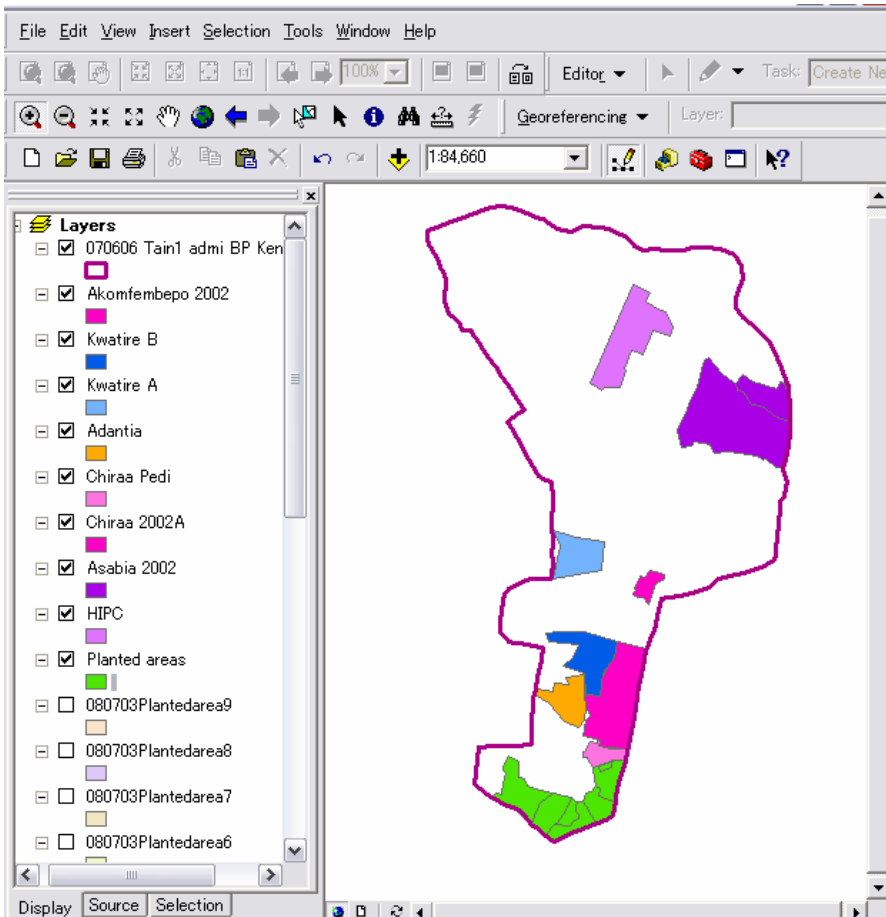 File Edit View Insert Selection Tools Window Help
100% Editor Task: Create Ne
Georeferencing Layer:
1:84,660
Layers
070606 Tain1 admi BP Ken
Akomfembepo 2002
Kwatire B
Kwatire A
Adantia
Chiraa Pedi
Chiraa 2002A
Asabia 2002
HIPC
Planted areas
080703Plantedarea9
080703Plantedarea8
080703Plantedarea7
080703Plantedarea6
Display Source Selection